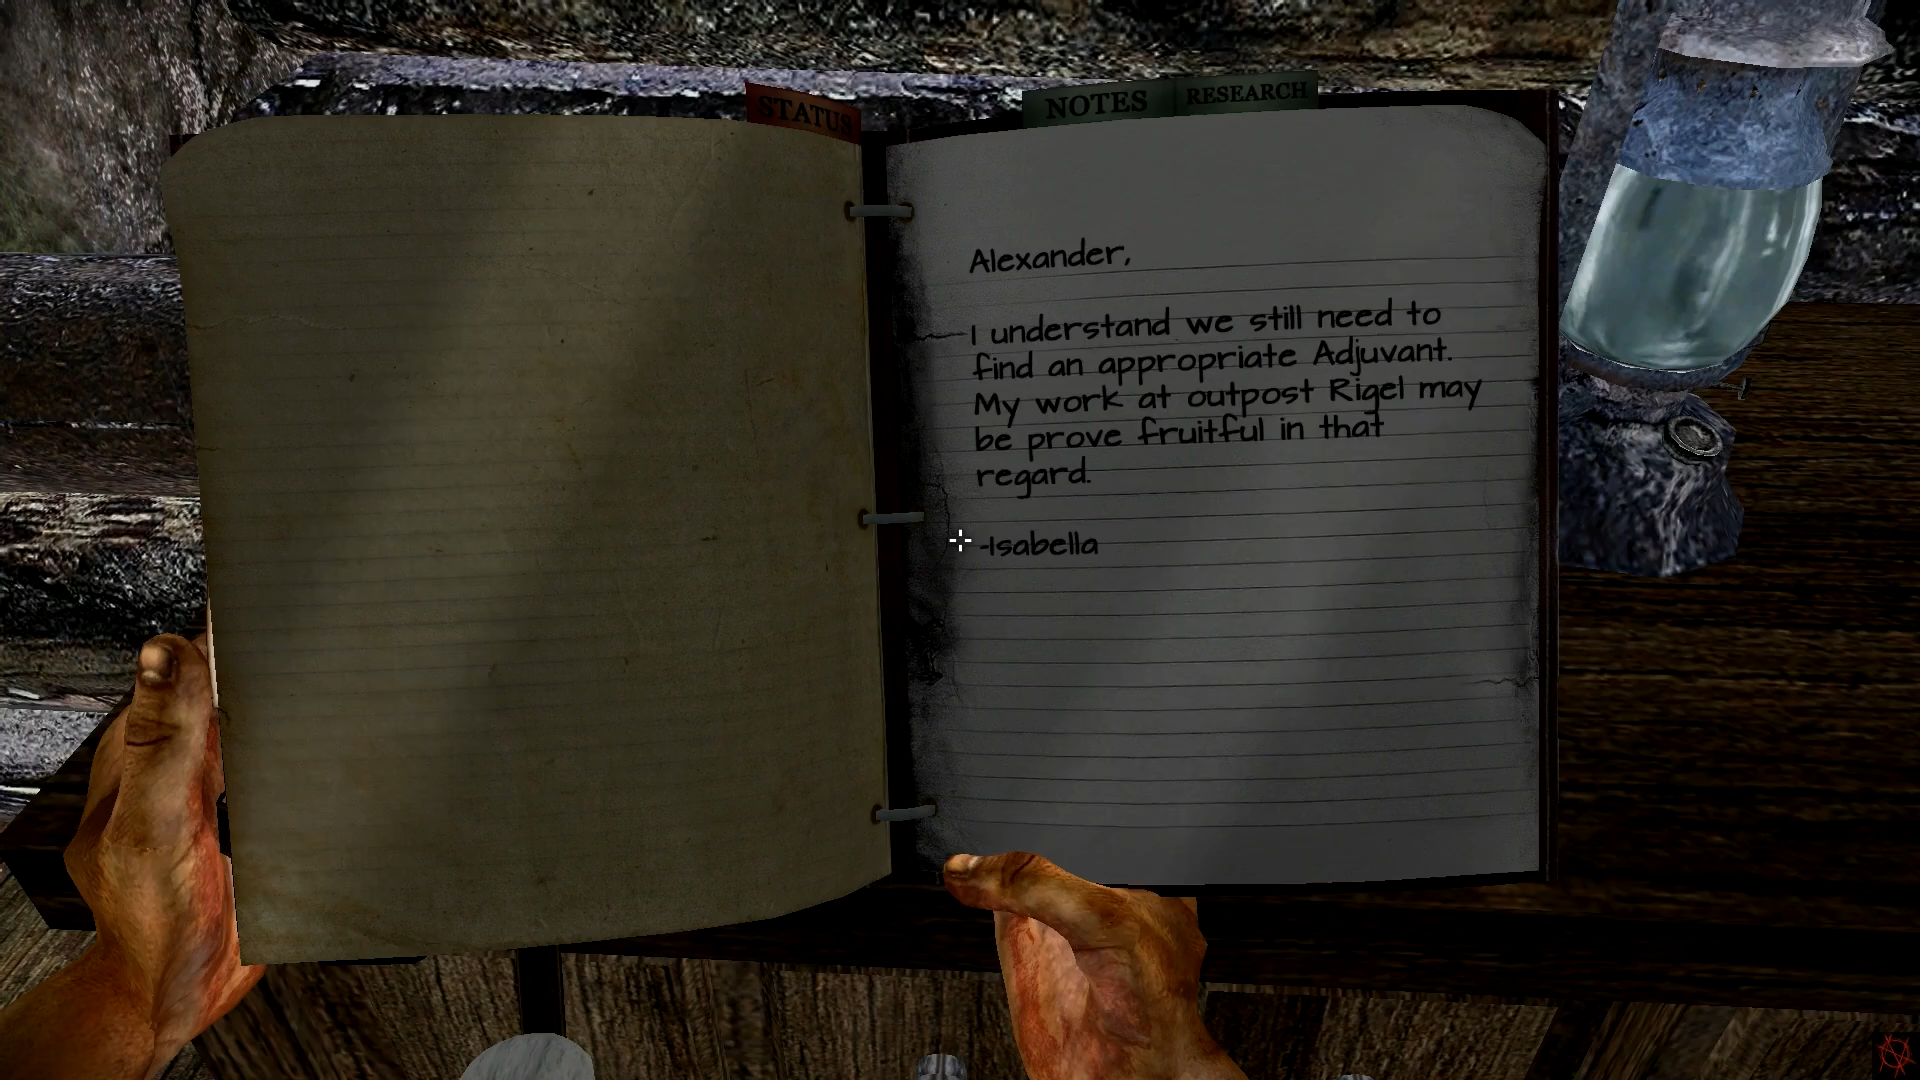 STATUS
NOTES
RESEARCH
Alexander,
I understand we still need to
find an appropriate Adjuvant.
My work at outpost Rigel may
be prove fruitful in that
regard.
-Isabella